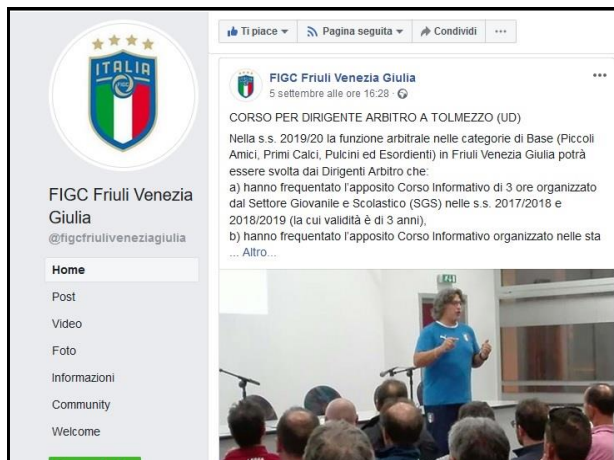 ITALIA
FIGC
FIGC Friuli Venezia
Giulia
@figcfriuliveneziagiulia
Home
Post
Video
Foto
Informazioni
Community
Welcome
Ti piace Pagina seguita Condividi ...
FIGC Friuli Venezia Giulia ...
5 settembre alle ore 16:28 ·
CORSO PER DIRIGENTE ARBITRO A TOLMEZZO (UD)
Nella s.s. 2019/20 la funzione arbitrale nelle categorie di Base (Piccoli
Amici, Primi Calci, Pulcini ed Esordienti) in Friuli Venezia Giulia potrà
essere svolta dai Dirigenti Arbitro che:
a) hanno frequentato l'apposito Corso Informativo di 3 ore organizzato
dal Settore Giovanile e Scolastico (SGS) nelle s.s. 2017/2018 e
2018/2019 (la cui validità è di 3 anni),
b) hanno frequentato l'apposito Corso Informativo organizzato nelle sta
... Altro...